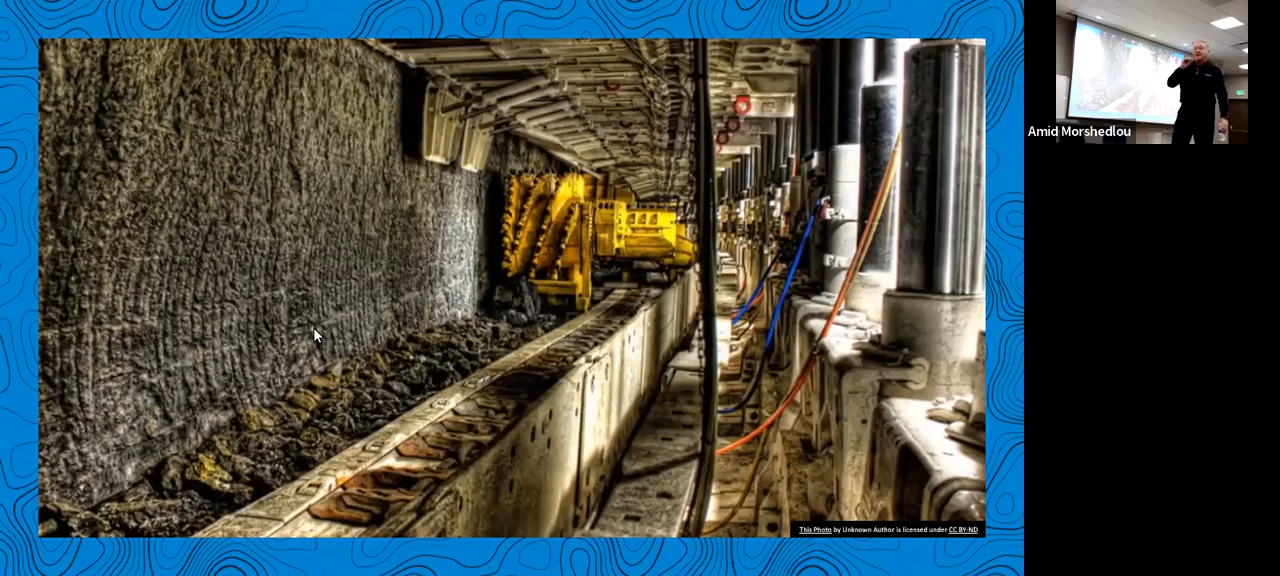 Amid Morshedlou
This Photo by Unknown Author is licensed under CC BY-ND